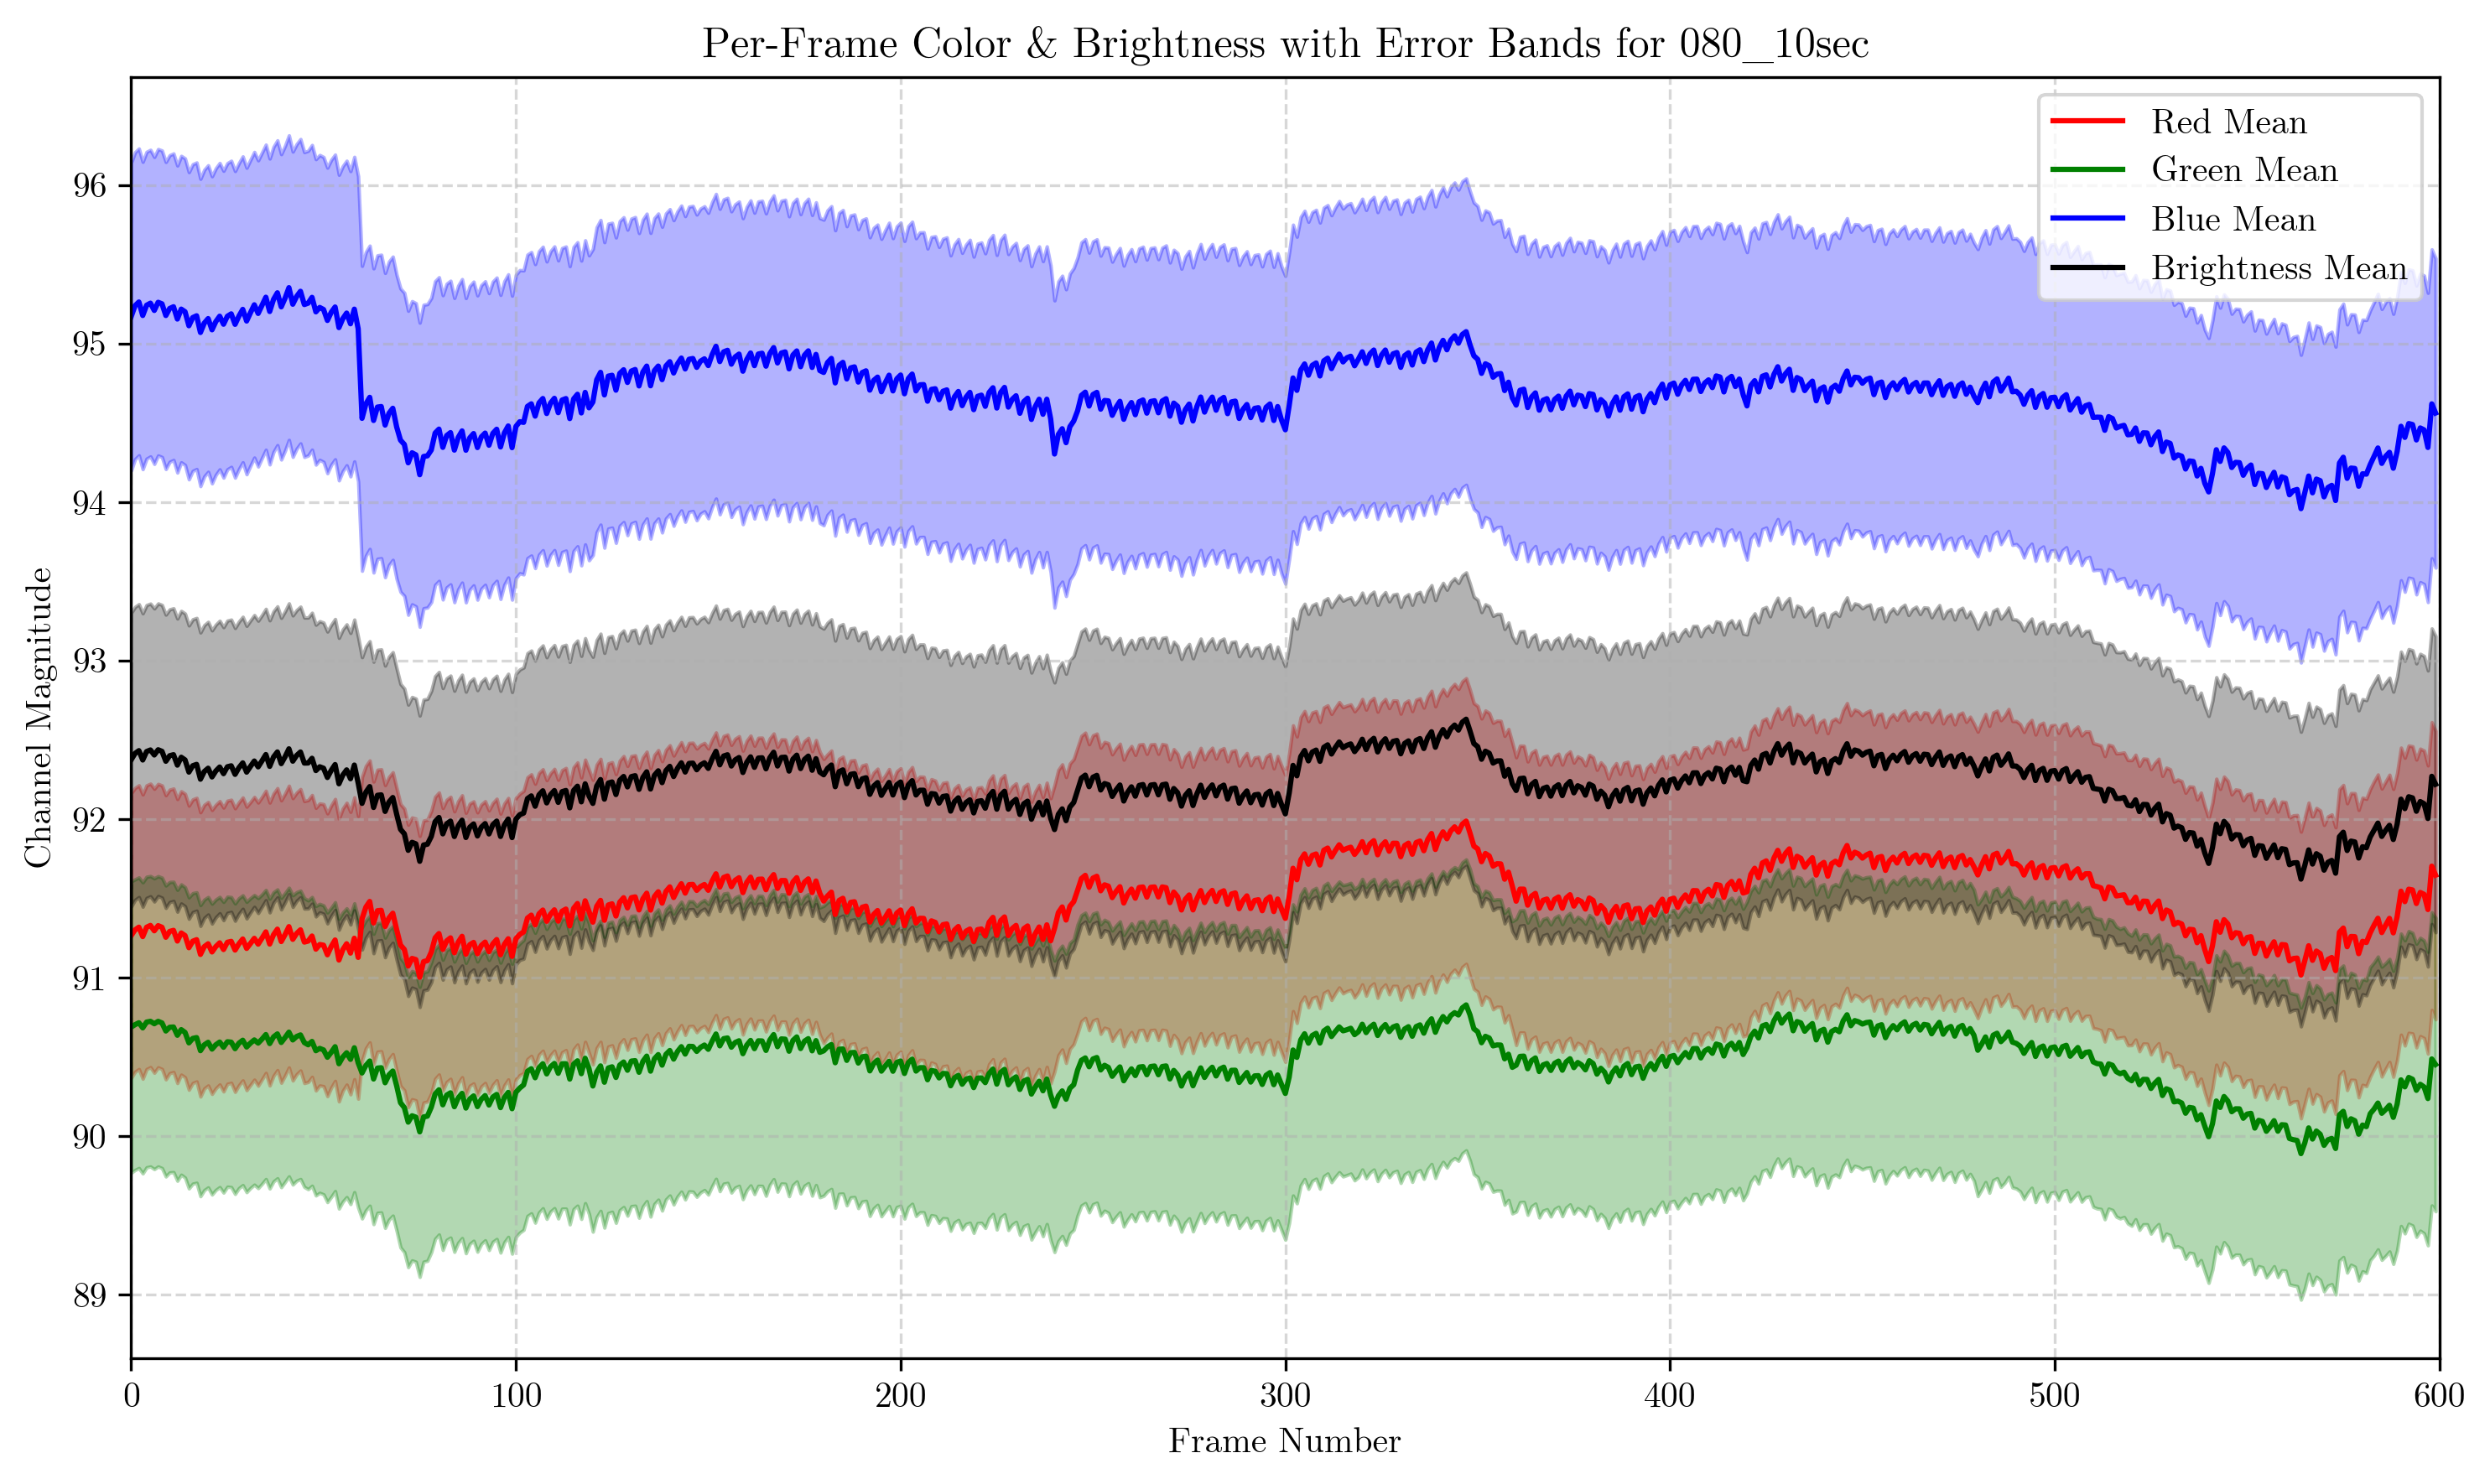 Per-Frame Color & Brightness with Error Bands for 080_10sec
Red Mean
Green Mean
Blue Mean
Brightness Mean
Channel Magnitude
96
95
94
93
92
91
90
89
0 100 200 300 400 500 600
Frame Number